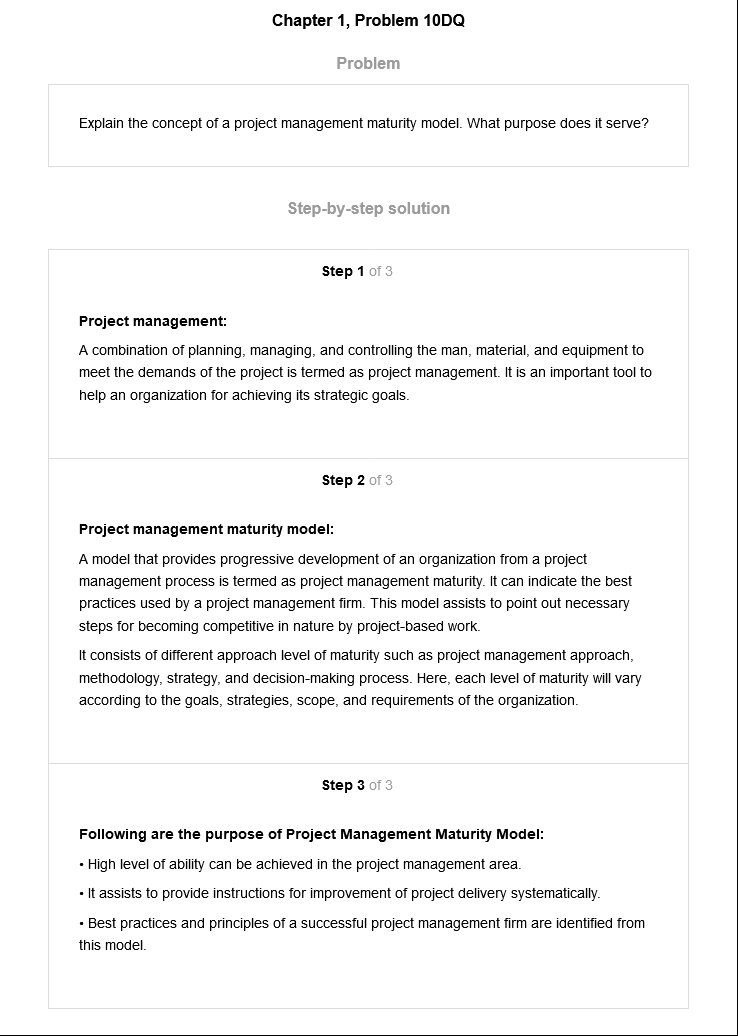 Chapter 1, Problem 10DQ
Problem
Explain the concept of a project management maturity model. What purpose does it serve?
Step-by-step solution
Step 1 of 3
Project management:
A combination of planning, managing, and controlling the man, material, and equipment to
meet the demands of the project is termed as project management. It is an important tool to
help an organization for achieving its strategic goals.
Step 2 of 3
Project management maturity model:
A model that provides progressive development of an organization from a project
management process is termed as project management maturity. It can indicate the best
practices used by a project management firm. This model assists to point out necessary
steps for becoming competitive in nature by project-based work.
It consists of different approach level of maturity such as project management approach,
methodology, strategy, and decision-making process. Here, each level of maturity will vary
according to the goals, strategies, scope, and requirements of the organization.
Step 3 of 3
Following are the purpose of Project Management Maturity Model:
• High level of ability can be achieved in the project management area.
• It assists to provide instructions for improvement of project delivery systematically.
• Best practices and principles of a successful project management firm are identified from
this model.